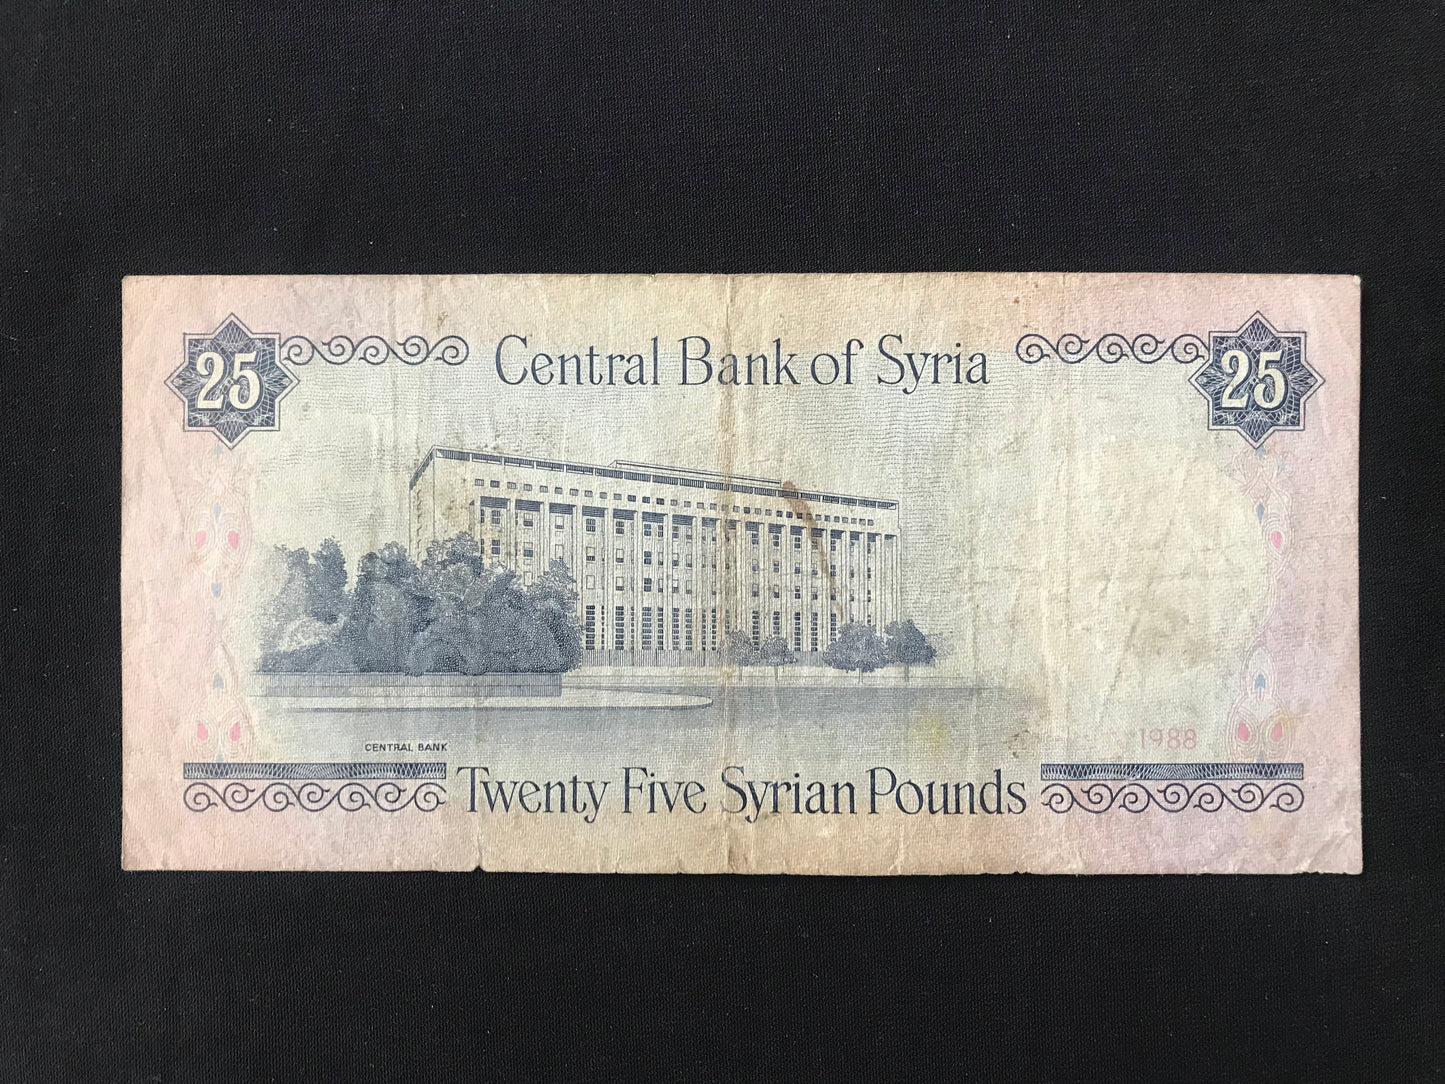 25 Central Bank of Syria 25
CENTRAL BANK
1988
Twenty Five Syrian Pounds